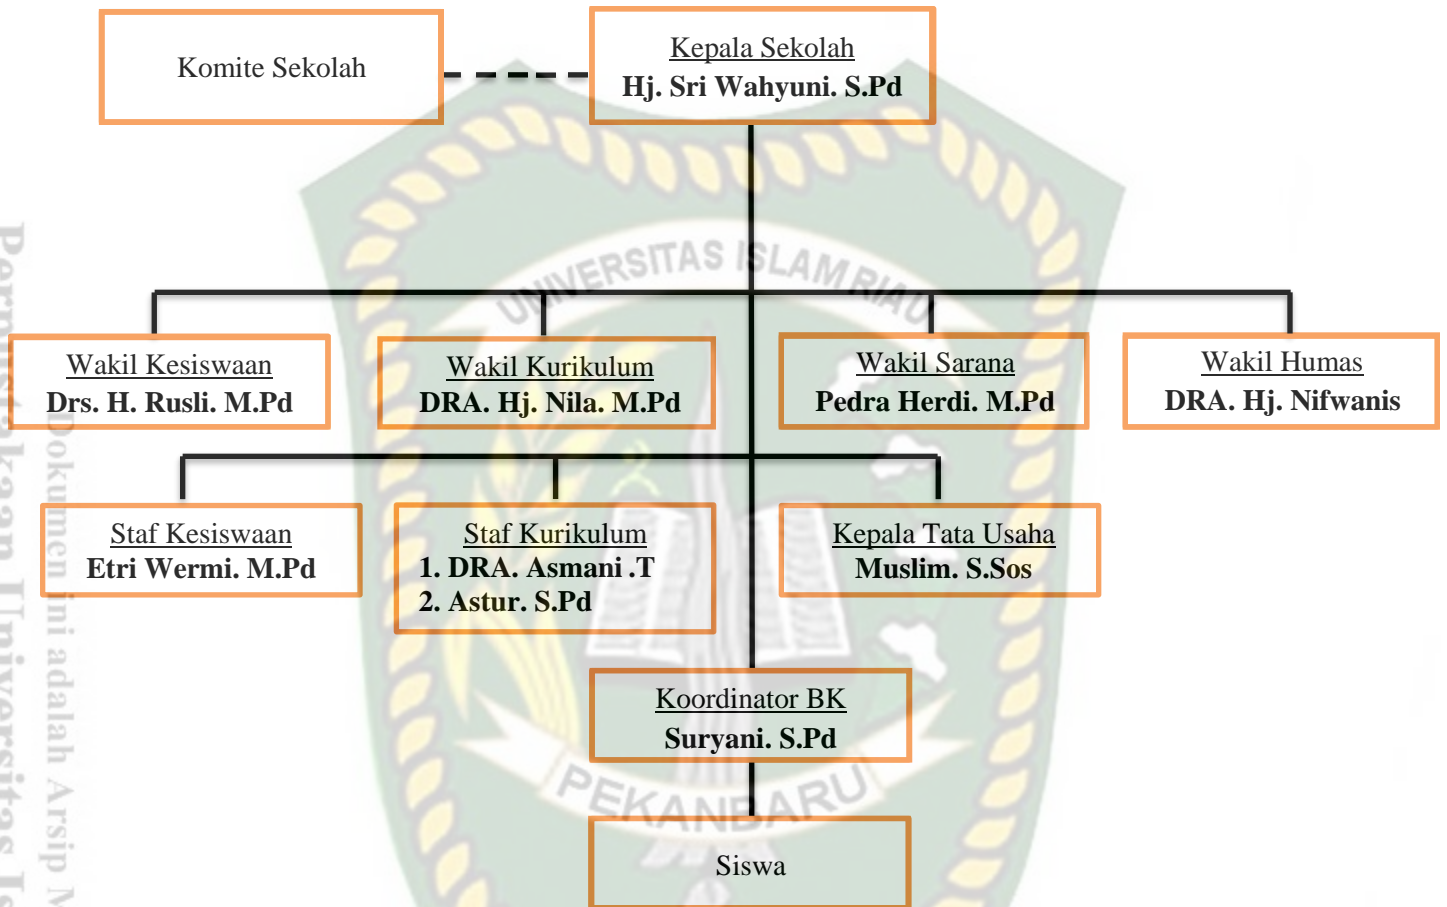 Komite Sekolah
Kepala Sekolah
Hj. Sri Wahyuni. S.Pd
UNIVERSITAS ISLAM RIAU
Wakil Kesiswaan
Drs. H. Rusli. M.Pd
Wakil Kurikulum
DRA. Hj. Nila. M.Pd
Wakil Sarana
Pedra Herdi. M.Pd
Wakil Humas
DRA. Hj. Nifwanis
Staf Kesiswaan
Etri Wermi. M.Pd
Staf Kurikulum
1. DRA. Asmani .T
2. Astur. S.Pd
Kepala Tata Usaha
Muslim. S.Sos
Koordinator BK
Suryani. S.Pd
PEKANBARU
Siswa
Dokumen ini adalah Arsip
Universitas